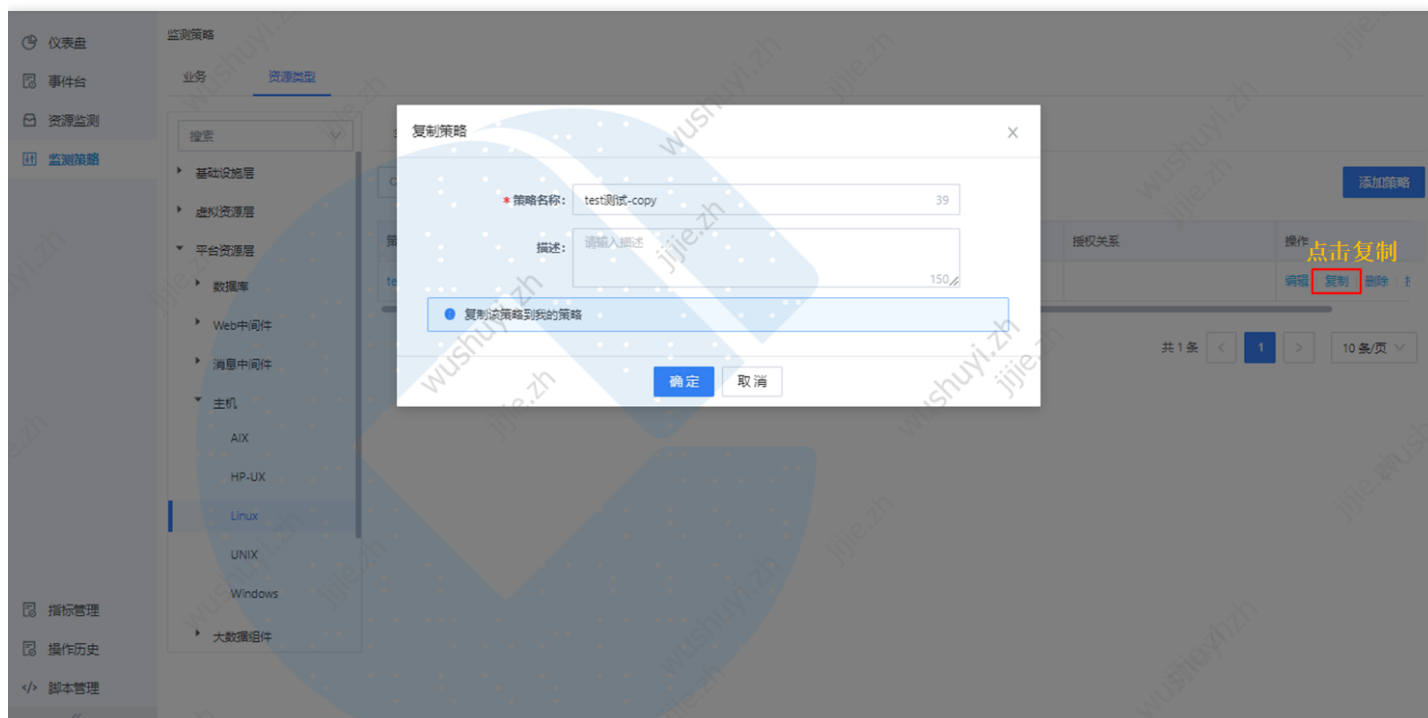 仪表盘
事件台
资源监测
监测策略
指标管理
操作历史
脚本管理
监测策略
业务
资源类型
搜索
基础设施层
虚拟资源层
平台资源层
数据库
Web中间件
消息中间件
主机
AIX
HP-UX
Linux
UNIX
Windows
大数据组件
添加策略
授权关系
操作
点击复制
编辑 复制 删除
共1条 < 1 > 10 条/页
复制策略
*策略名称: test测试-copy 39
描述: 请输入描述
150
复制该策略到我的策略
确定 取消
wushuyi.zh
jijie.zh